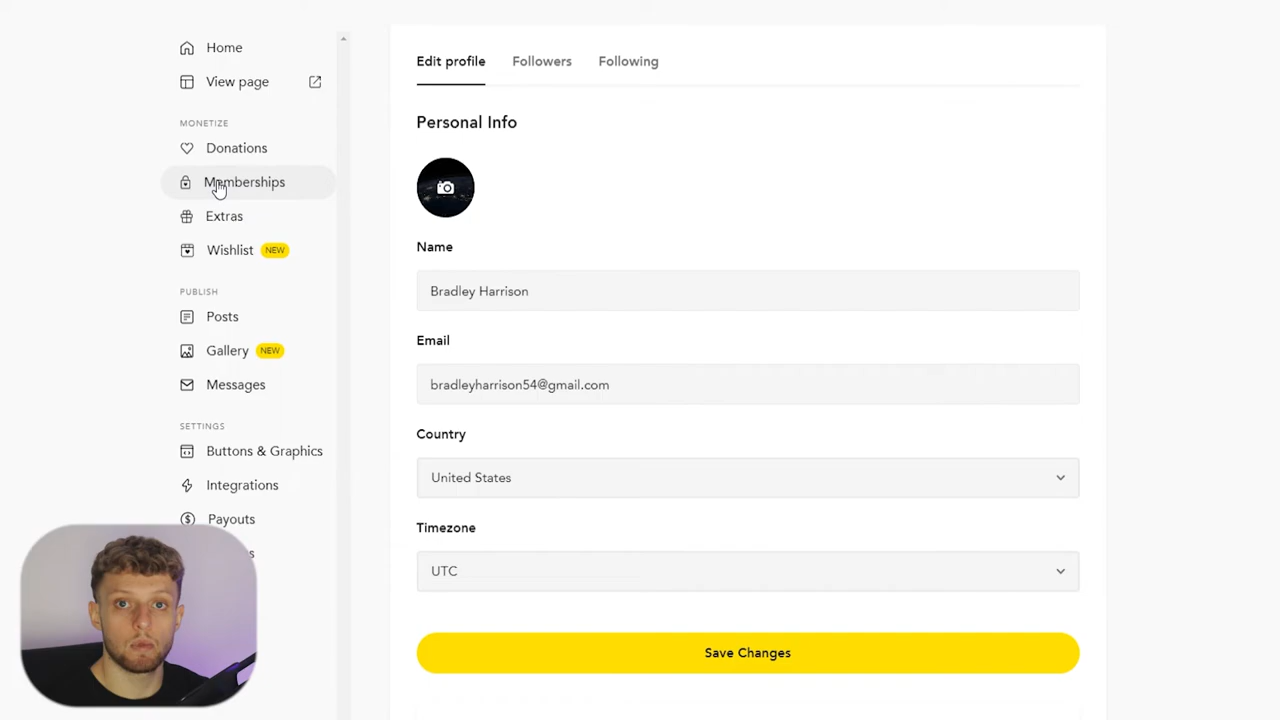 Home
View page
MONETIZE
Donations
Memberships
Extras
Wishlist NEW
PUBLISH
Posts
Gallery NEW
Messages
SETTINGS
Buttons & Graphics
Integrations
Payouts
Edit profile Followers Following
Personal Info
Name
Bradley Harrison
Email
bradleyharrison54@gmail.com
Country
United States
Timezone
UTC
Save Changes